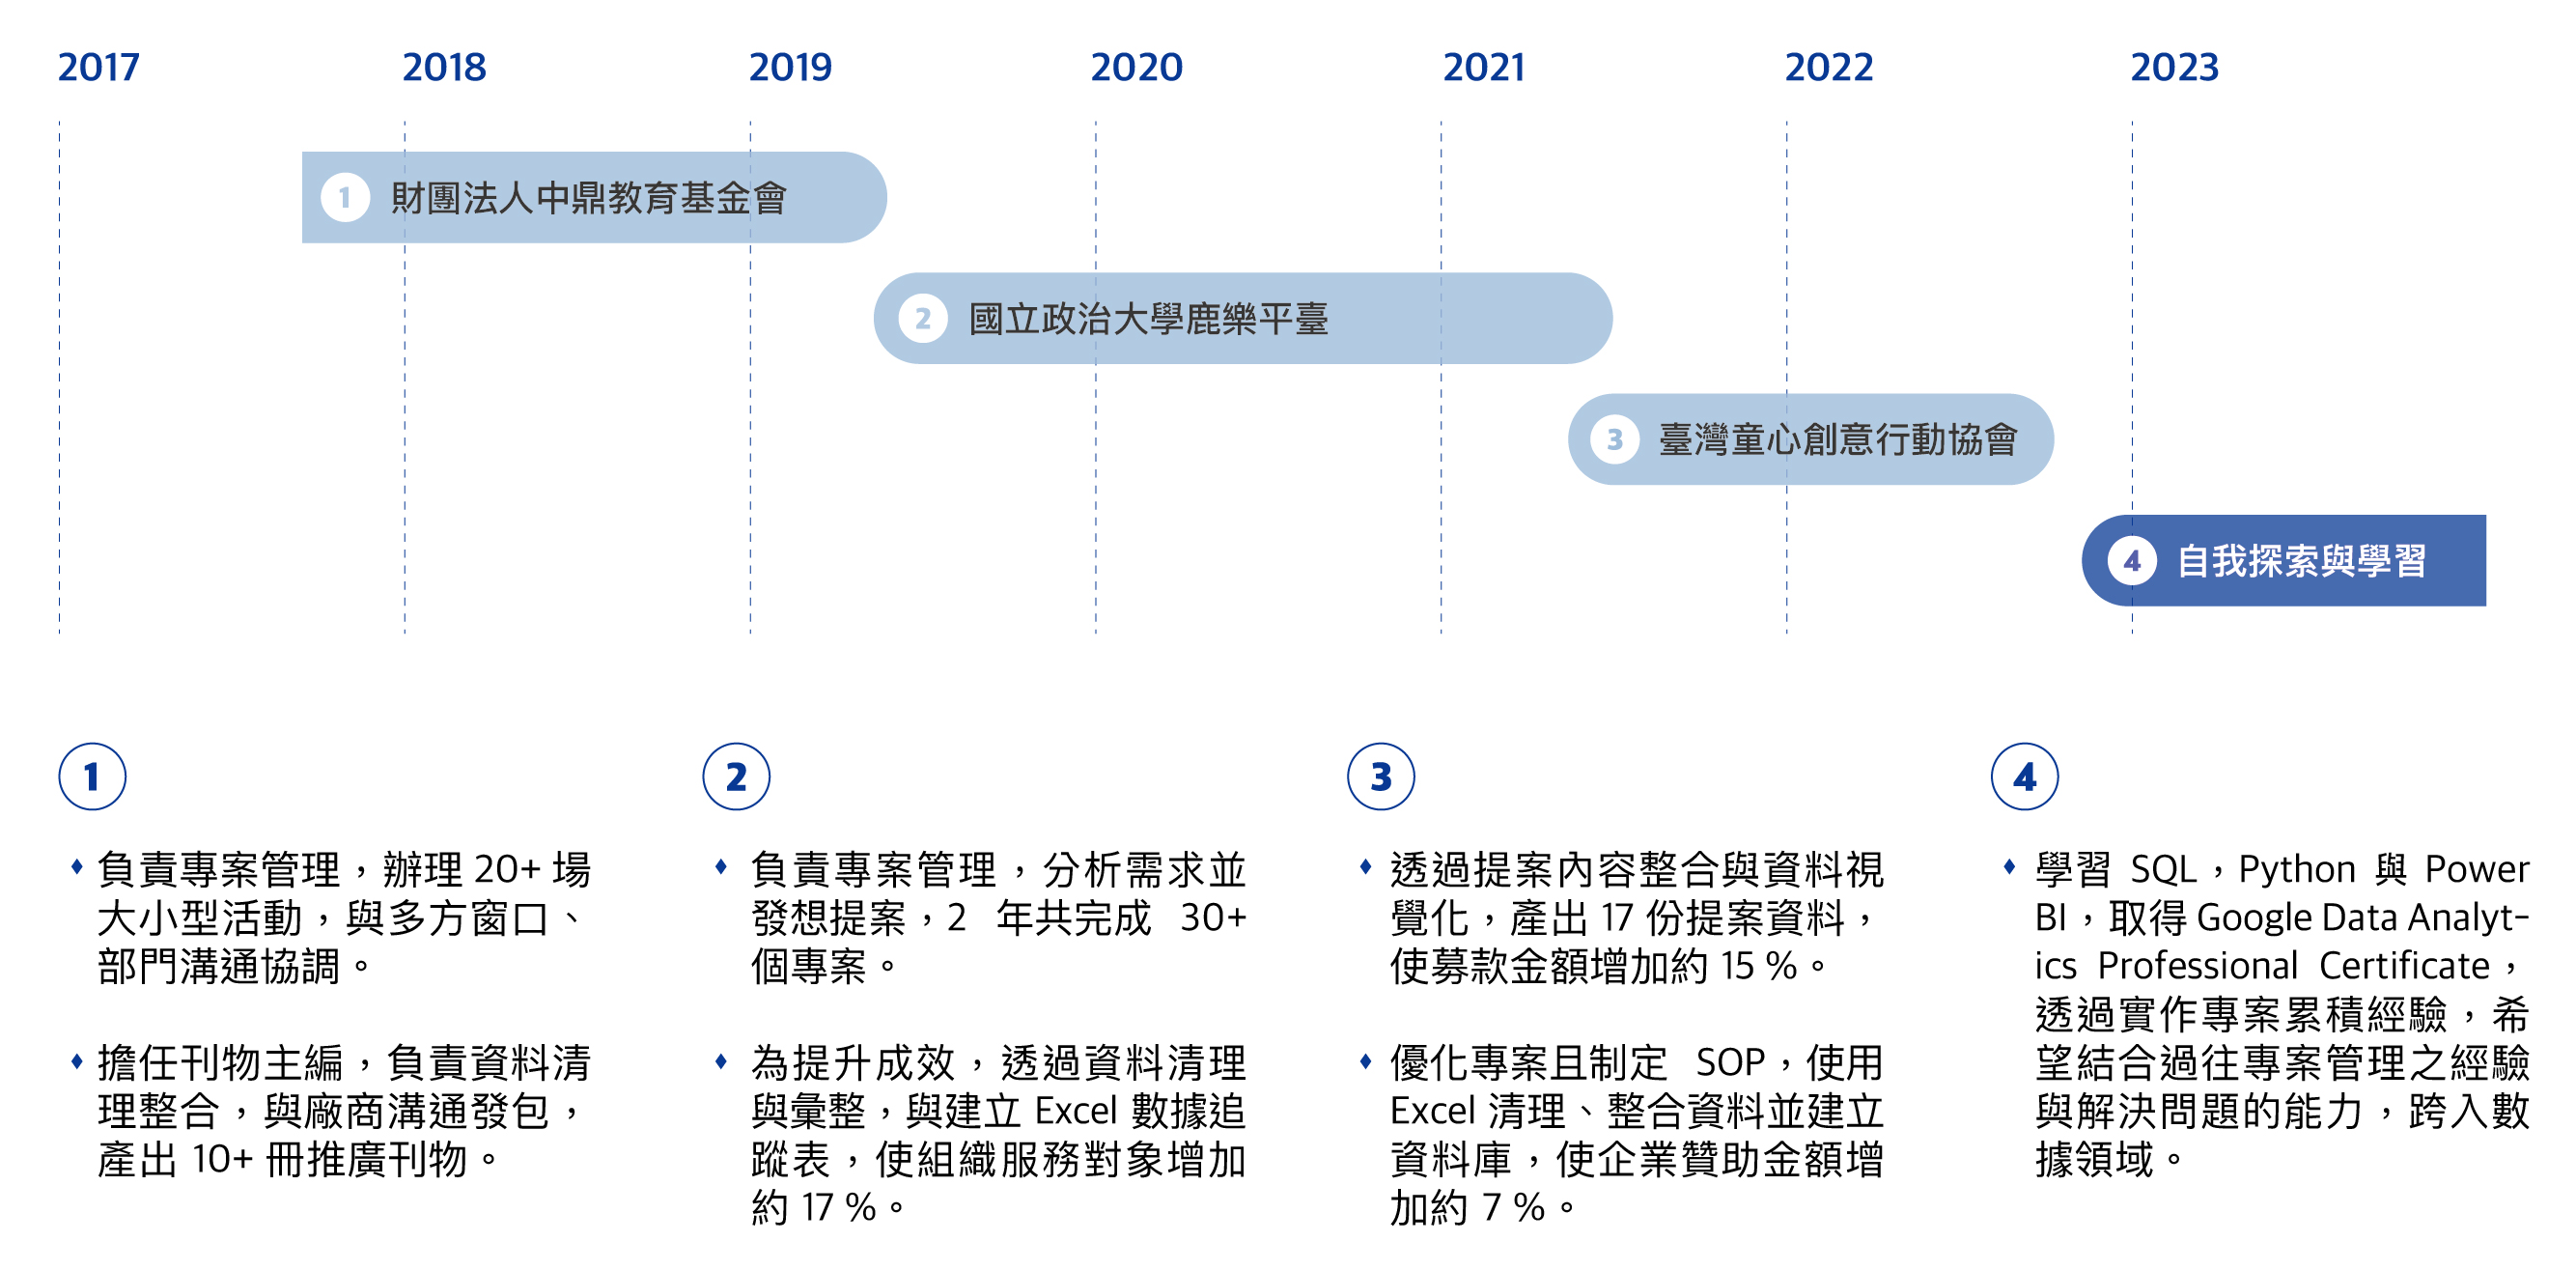 2017 2018 2019 2020 2021 2022 2023
1 財團法人中鼎教育基金會
2 國立政治大學鹿樂平臺
3 臺灣童心創意行動協會
4 自我探索與學習
1
負責專案管理，辦理 20+ 場
大小型活動，與多方窗口、
部門溝通協調。
擔任刊物主編，負責資料清
理整合，與廠商溝通發包，
產出 10+ 冊推廣刊物。
2
負責專案管理，分析需求並
發想提案，2 年共完成 30+
個專案。
為提升成效，透過資料清理
與彙整，與建立 Excel 數據追
蹤表，使組織服務對象增加
約 17 %。
3
透過提案內容整合與資料視
覺化，產出 17 份提案資料，
使募款金額增加約 15 %。
優化專案且制定 SOP，使用
Excel 清理、整合資料並建立
資料庫，使企業贊助金額增
加約 7 %。
4
學習 SQL，Python 與 Power
BI，取得 Google Data Analyt-
ics Professional Certificate，
透過實作專案累積經驗，希
望結合過往專案管理之經驗
與解決問題的能力，跨入數
據領域。